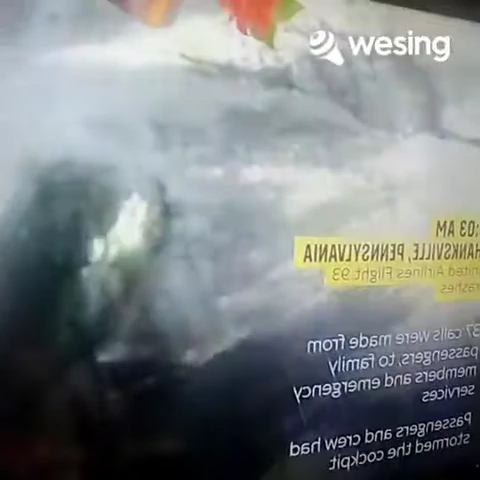 wesing
:03 AM
HANKSVILLE, PENNSYLVANIA
nited Airlines Flight 93
rashes
37 calls were made from
passengers, to family
members and emergency
services
Passengers and crew had
stormed the cockpit